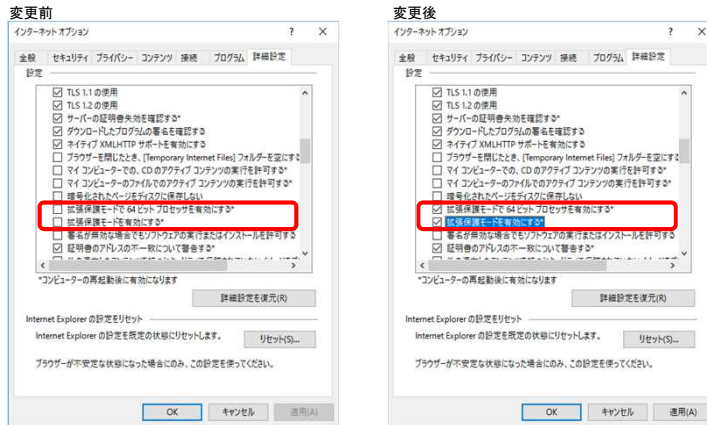 変更前
インターネット オプション ? ×
全般 セキュリティ プライバシー コンテンツ 接続 プログラム 詳細設定
設定
TLS 1.1 の使用
TLS 1.2 の使用
サーバーの証明書失効を確認する*
ダウンロードしたプログラムの署名を確認する
ネイティブ XMLHTTP サポートを有効にする
ブラウザーを閉じたとき、[Temporary Internet Files] フォルダーを空にする
マイ コンピューターでの、CD のアクティブ コンテンツの実行を許可する*
マイ コンピューターのファイルでのアクティブ コンテンツの実行を許可する*
暗号化されたページをディスクに保存しない
拡張保護モードで 64 ビット プロセッサを有効にする*
拡張保護モードを有効にする*
署名が無効な場合でもソフトウェアの実行またはインストールを許可する
証明書のアドレスの不一致について警告する*
*コンピューターの再起動後に有効になります
詳細設定を復元(R)
Internet Explorer の設定をリセット
Internet Explorer の設定を既定の状態にリセットします。
リセット(S)...
ブラウザーが不安定な状態になった場合にのみ、この設定を使ってください。
OK キャンセル 適用(A)
変更後
インターネット オプション ? ×
全般 セキュリティ プライバシー コンテンツ 接続 プログラム 詳細設定
設定
TLS 1.1 の使用
TLS 1.2 の使用
サーバーの証明書失効を確認する*
ダウンロードしたプログラムの署名を確認する
ネイティブ XMLHTTP サポートを有効にする
ブラウザーを閉じたとき、[Temporary Internet Files] フォルダーを空にする
マイ コンピューターでの、CD のアクティブ コンテンツの実行を許可する*
マイ コンピューターのファイルでのアクティブ コンテンツの実行を許可する*
暗号化されたページをディスクに保存しない
拡張保護モードで 64 ビット プロセッサを有効にする*
拡張保護モードを有効にする*
署名が無効な場合でもソフトウェアの実行またはインストールを許可する
証明書のアドレスの不一致について警告する*
*コンピューターの再起動後に有効になります
詳細設定を復元(R)
Internet Explorer の設定をリセット
Internet Explorer の設定を既定の状態にリセットします。
リセット(S)...
ブラウザーが不安定な状態になった場合にのみ、この設定を使ってください。
OK キャンセル 適用(A)